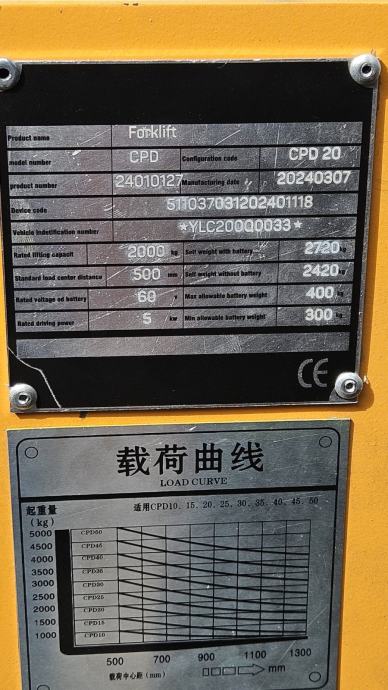 Product name Forklift
model number CPD Configuration code CPD 20
product number 24010127 Manufacturing date 20240307
Device code 511037031202401118
Vehicle Indetification number *YLC20000033*
Rated lifting capacit 2000 kg Self weight with battery 2720 kg
Standard load center distance 500 mm Self weight without battery 2420 kg
Rated voltage od battery 60 v Max allowable battery weight 400 kg
Rated driving power 5 kw Min allowable battery weight 300 kg
CE
载荷曲线
LOAD CURVE
起重量 适用CPD10、15、20、25、30、35、40、45、50
(kg)
5000 CPD50
4500 CPD45
4000 CPD40
3500 CPD35
3000 CPD30
2500 CPD25
2000 CPD20
1500 CPD15
1000 CPD10
500 700 900 1100 1300
载荷中心距(mm) mm